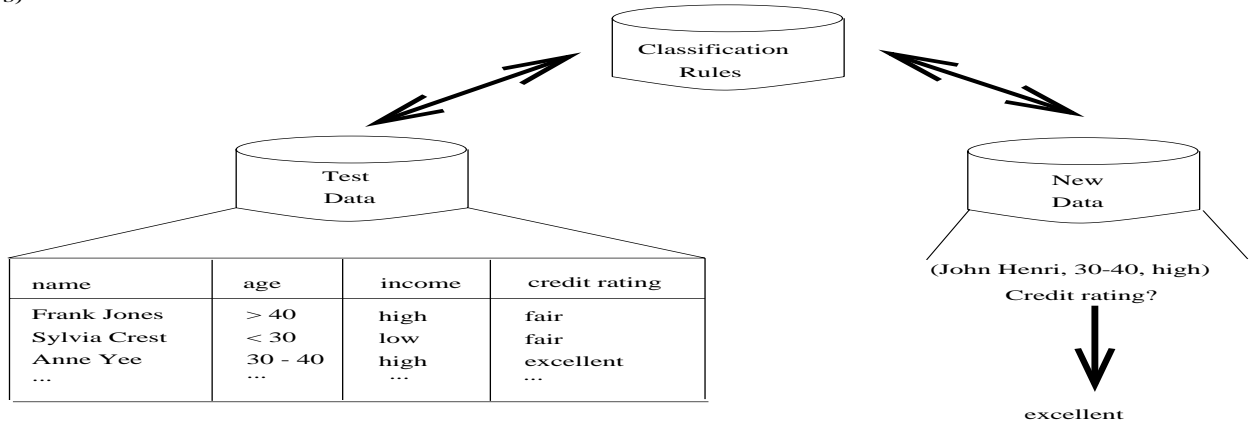 b)
Classification
Rules
Test
Data
New
Data
name age income credit rating
Frank Jones > 40 high fair
Sylvia Crest < 30 low fair
Anne Yee 30 - 40 high excellent
... ... ... ...
(John Henri, 30-40, high)
Credit rating?
excellent